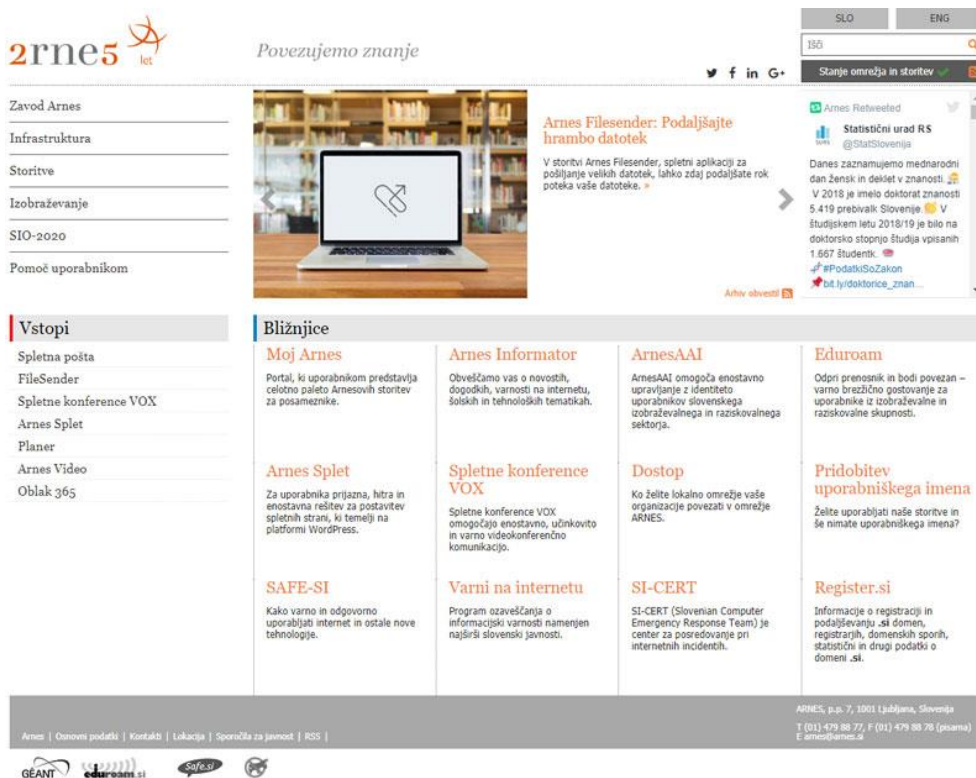 2rne5
let
Povezujemo znanje
SLO
ENG
Išči
Stanje omrežja in storitev
Zavod Arnes
Infrastruktura
Storitve
Izobraževanje
SIO-2020
Pomoč uporabnikom
Arnes Filesender: Podaljšajte
hrambo datotek
V storitvi Arnes Filesender, spletni aplikaciji za
pošiljanje velikih datotek, lahko zdaj podaljšate rok
poteka vaše datoteke. »
Arhiv obvestil
Arnes Retweeted
Statistični urad RS
@StatSlovenija
Danes zaznamujemo mednarodni
dan žensk in deklet v znanosti.
V 2018 je imelo doktorat znanosti
5.419 prebivalk Slovenije. V
študijskem letu 2018/19 je bilo na
doktorsko stopnjo študija vpisanih
1.667 študentk.
#PodatkiSoZakon
bit.ly/doktorice_znan...
Vstopi
Spletna pošta
FileSender
Spletne konference VOX
Arnes Splet
Planer
Arnes Video
Oblak 365
Bližnjice
Moj Arnes
Portal, ki uporabnikom predstavlja
celotno paleto Arnesovih storitev
za posameznike.
Arnes Informator
Obveščamo vas o novostih,
dogodkih, varnosti na internetu,
šolskih in tehnoloških tematikah.
ArnesAAI
ArnesAAI omogoča enostavno
upravljanje z identiteto
uporabnikov slovenskega
izobraževalnega in raziskovalnega
sektorja.
Eduroam
Odpri prenosnik in bodi povezan –
varno brezžično gostovanje za
uporabnike iz izobraževalne in
raziskovalne skupnosti.
Arnes Splet
Za uporabnika prijazna, hitra in
enostavna rešitev za postavitev
spletnih strani, ki temelji na
platformi WordPress.
Spletne konference
VOX
Spletne konference VOX
omogočajo enostavno, učinkovito
in varno videokonferenčno
komunikacijo.
Dostop
Ko želite lokalno omrežje vaše
organizacije povezati v omrežje
ARNES.
Pridobitev
uporabniškega imena
Želite uporabljati naše storitve in
še nimate uporabniškega imena?
SAFE-SI
Kako varno in odgovorno
uporabljati internet in ostale nove
tehnologije.
Varni na internetu
Program ozaveščanja o
informacijski varnosti namenjen
najširši slovenski javnosti.
SI-CERT
SI-CERT (Slovenian Computer
Emergency Response Team) je
center za posredovanje pri
internetnih incidentih.
Register.si
Informacije o registraciji in
podaljševanju .si domen,
registrarjih, domenskih sporih,
statistični in drugi podatki o
domeni .si.
Arnes | Osnovni podatki | Kontakti | Lokacija | Sporočila za javnost | RSS |
ARNES, p.p. 7, 1001 Ljubljana, Slovenija
T (01) 479 88 77, F (01) 479 88 78 (pisarna)
E arnes@arnes.si
GÉANT
eduroam.si
Safe.si